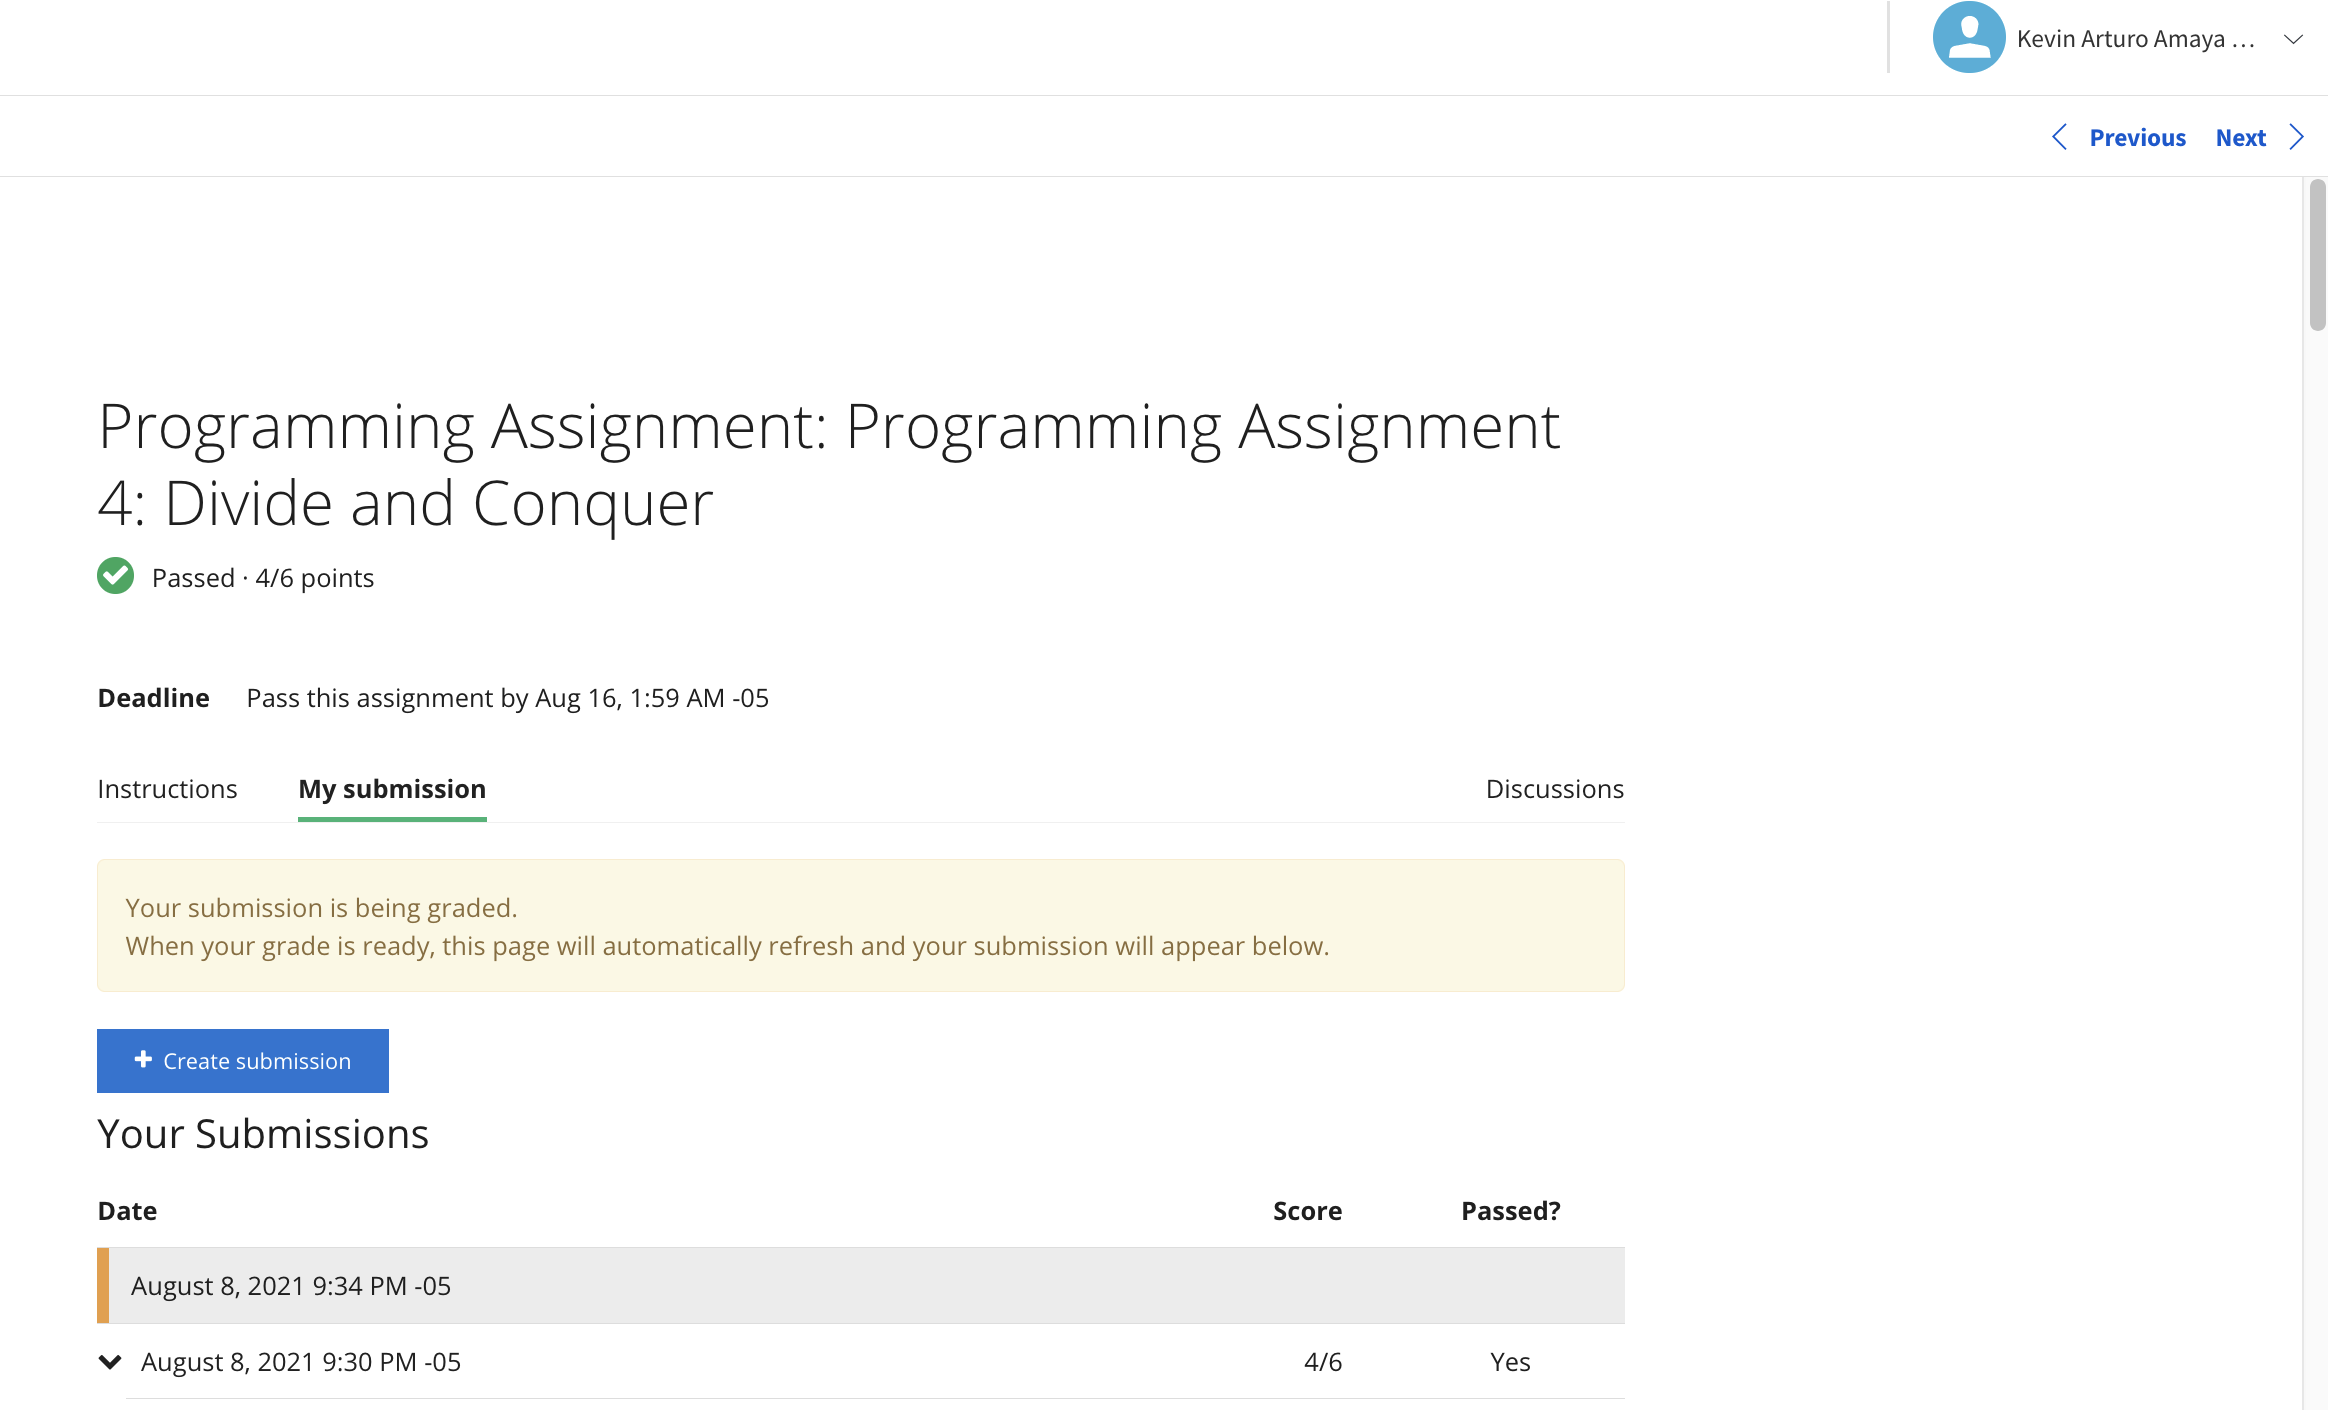 Kevin Arturo Amaya ...
Previous Next
Programming Assignment: Programming Assignment
4: Divide and Conquer
Passed · 4/6 points
Deadline Pass this assignment by Aug 16, 1:59 AM -05
Instructions My submission Discussions
Your submission is being graded.
When your grade is ready, this page will automatically refresh and your submission will appear below.
+ Create submission
Your Submissions
Date Score Passed?
August 8, 2021 9:34 PM -05
August 8, 2021 9:30 PM -05 4/6 Yes